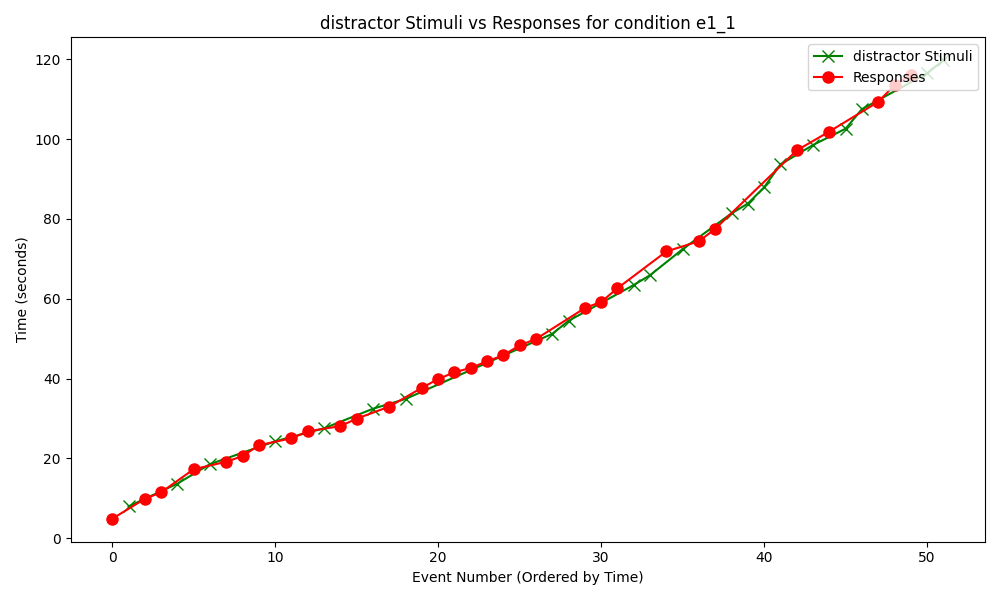 distractor Stimuli vs Responses for condition e1_1
distractor Stimuli
Responses
Time (seconds)
120
100
80
60
40
20
0
0 10 20 30 40 50
Event Number (Ordered by Time)